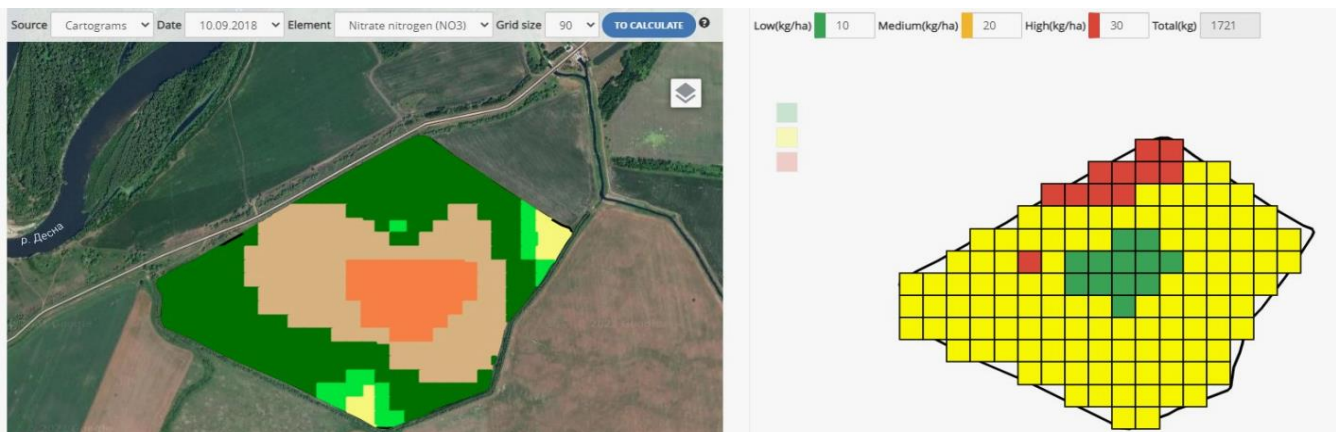 Source Cartograms Date 10.09.2018 Element Nitrate nitrogen (NO3) Grid size 90 TO CALCULATE ?
Low(kg/ha) 10 Medium(kg/ha) 20 High(kg/ha) 30 Total(kg) 1721
р. Десна